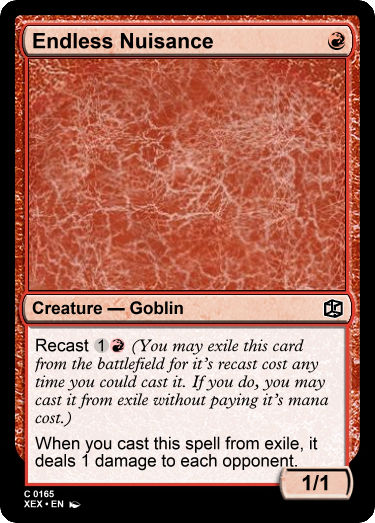 Endless Nuisance
Creature — Goblin
Recast 1 (You may exile this card
from the battlefield for it's recast cost any
time you could cast it. If you do, you may
cast it from exile without paying it's mana
cost.)
When you cast this spell from exile, it
deals 1 damage to each opponent.
1/1
C 0165
XEX • EN